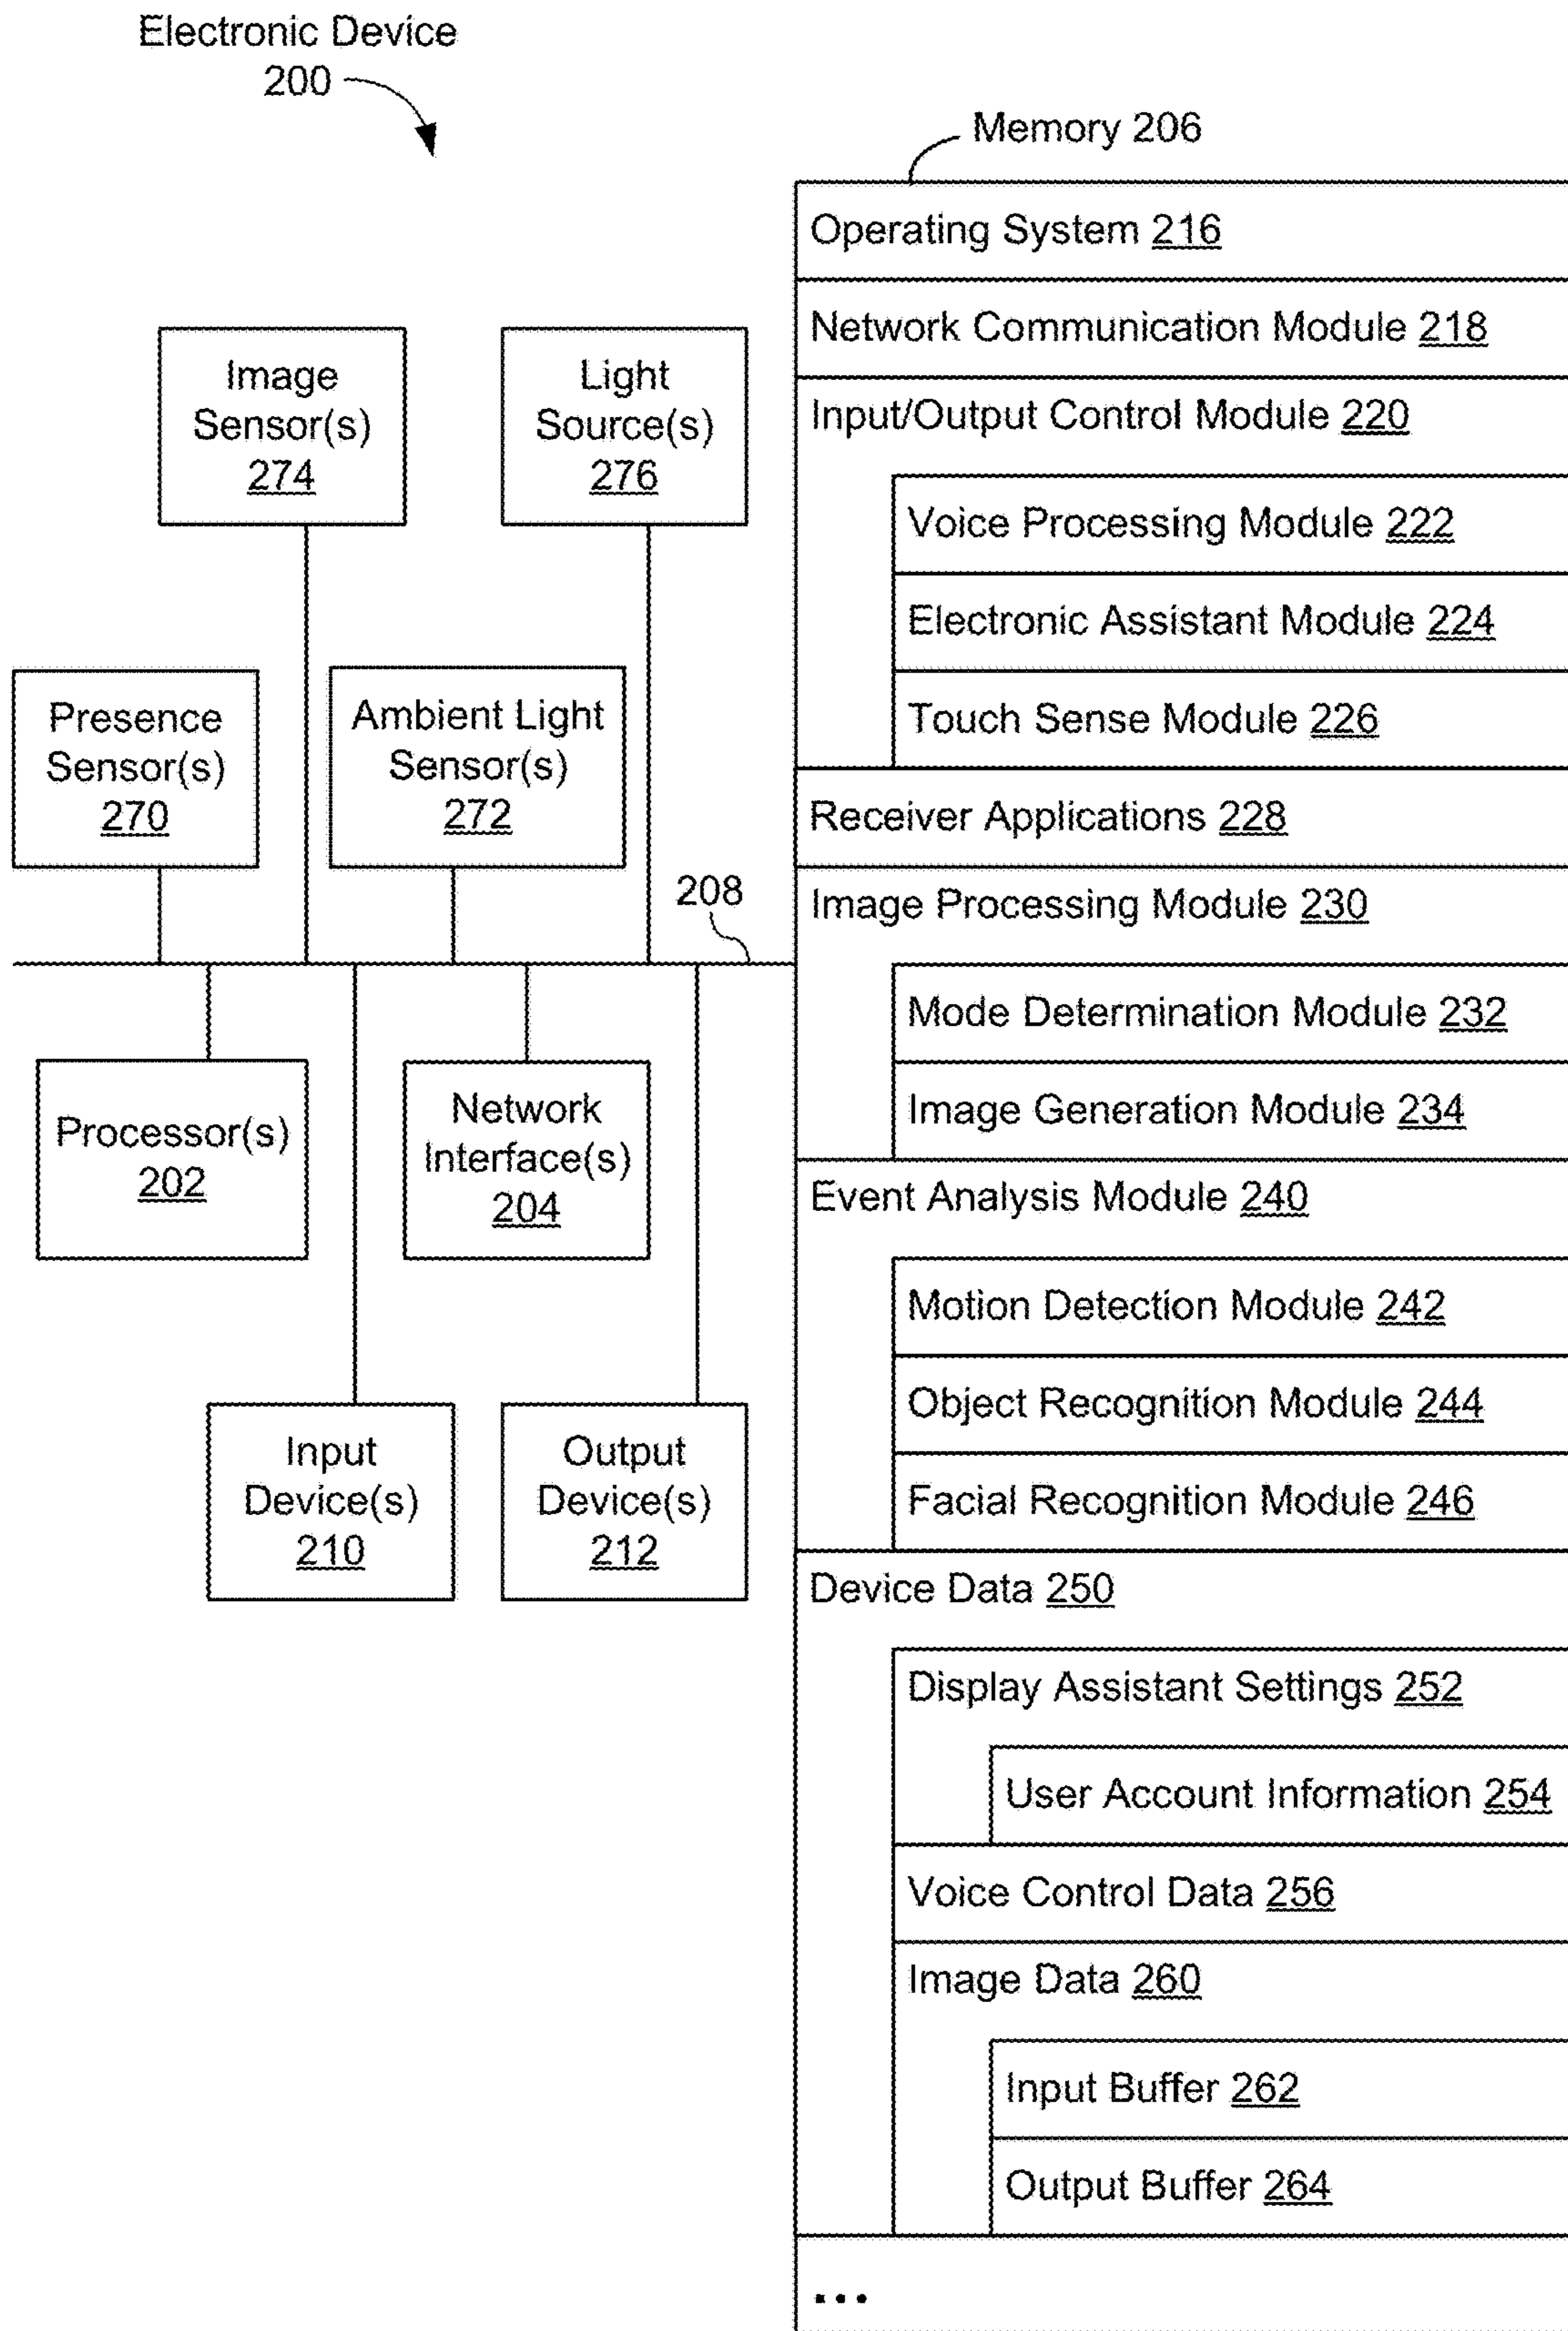 Electronic Device
200
Memory 206
Operating System 216
Network Communication Module 218
Input/Output Control Module 220
Voice Processing Module 222
Electronic Assistant Module 224
Touch Sense Module 226
Receiver Applications 228
Image Processing Module 230
Mode Determination Module 232
Image Generation Module 234
Event Analysis Module 240
Motion Detection Module 242
Object Recognition Module 244
Facial Recognition Module 246
Device Data 250
Display Assistant Settings 252
User Account Information 254
Voice Control Data 256
Image Data 260
Input Buffer 262
Output Buffer 264
...
Image
Sensor(s)
274
Light
Source(s)
276
Presence
Sensor(s)
270
Ambient Light
Sensor(s)
272
208
Processor(s)
202
Network
Interface(s)
204
Input
Device(s)
210
Output
Device(s)
212